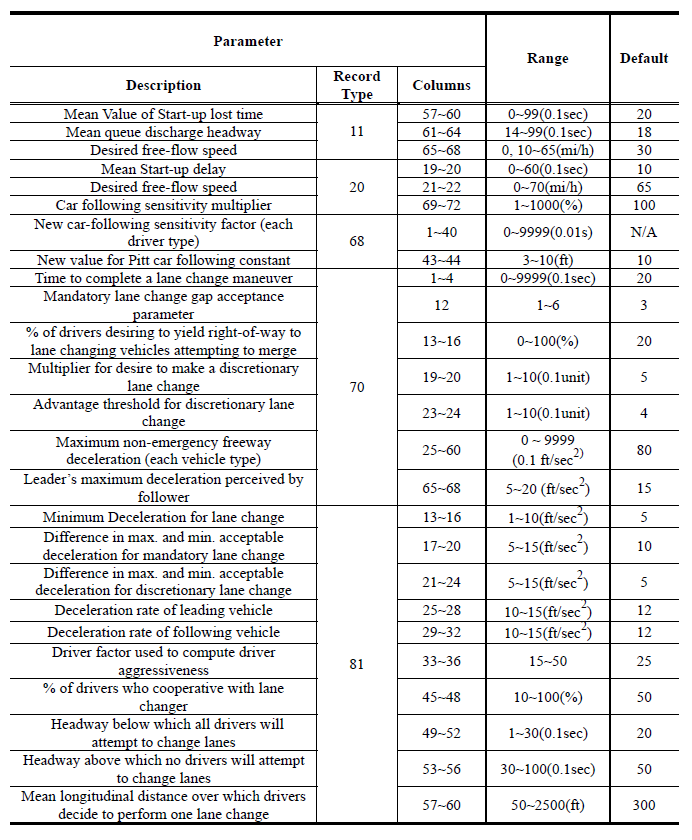 Parameter
Range
Default
Description
Record
Type
Columns
Mean Value of Start-up lost time
11
57~60
0~99(0.1sec)
20
Mean queue discharge headway
61~64
14~99(0.1sec)
18
Desired free-flow speed
65~68
0, 10~65(mi/h)
30
Mean Start-up delay
20
19~20
0~60(0.1sec)
10
Desired free-flow speed
21~22
0~70(mi/h)
65
Car following sensitivity multiplier
69~72
1~1000(%)
100
New car-following sensitivity factor (each
driver type)
68
1~40
0~9999(0.01s)
N/A
New value for Pitt car following constant
43~44
3~10(ft)
10
Time to complete a lane change maneuver
70
1~4
0~9999(0.1sec)
20
Mandatory lane change gap acceptance
parameter
12
1~6
3
% of drivers desiring to yield right-of-way to
lane changing vehicles attempting to merge
13~16
0~100(%)
20
Multiplier for desire to make a discretionary
lane change
19~20
1~10(0.1unit)
5
Advantage threshold for discretionary lane
change
23~24
1~10(0.1unit)
4
Maximum non-emergency freeway
deceleration (each vehicle type)
25~60
0 ~ 9999
(0.1 ft/sec²)
80
Leader's maximum deceleration perceived by
follower
65~68
5~20 (ft/sec²)
15
Minimum Deceleration for lane change
81
13~16
1~10(ft/sec²)
5
Difference in max. and min. acceptable
deceleration for mandatory lane change
17~20
5~15(ft/sec²)
10
Difference in max. and min. acceptable
deceleration for discretionary lane change
21~24
5~15(ft/sec²)
5
Deceleration rate of leading vehicle
25~28
10~15(ft/sec²)
12
Deceleration rate of following vehicle
29~32
10~15(ft/sec²)
12
Driver factor used to compute driver
aggressiveness
33~36
15~50
25
% of drivers who cooperative with lane
changer
45~48
10~100(%)
50
Headway below which all drivers will
attempt to change lanes
49~52
1~30(0.1sec)
20
Headway above which no drivers will attempt
to change lanes
53~56
30~100(0.1sec)
50
Mean longitudinal distance over which drivers
decide to perform one lane change
57~60
50~2500(ft)
300